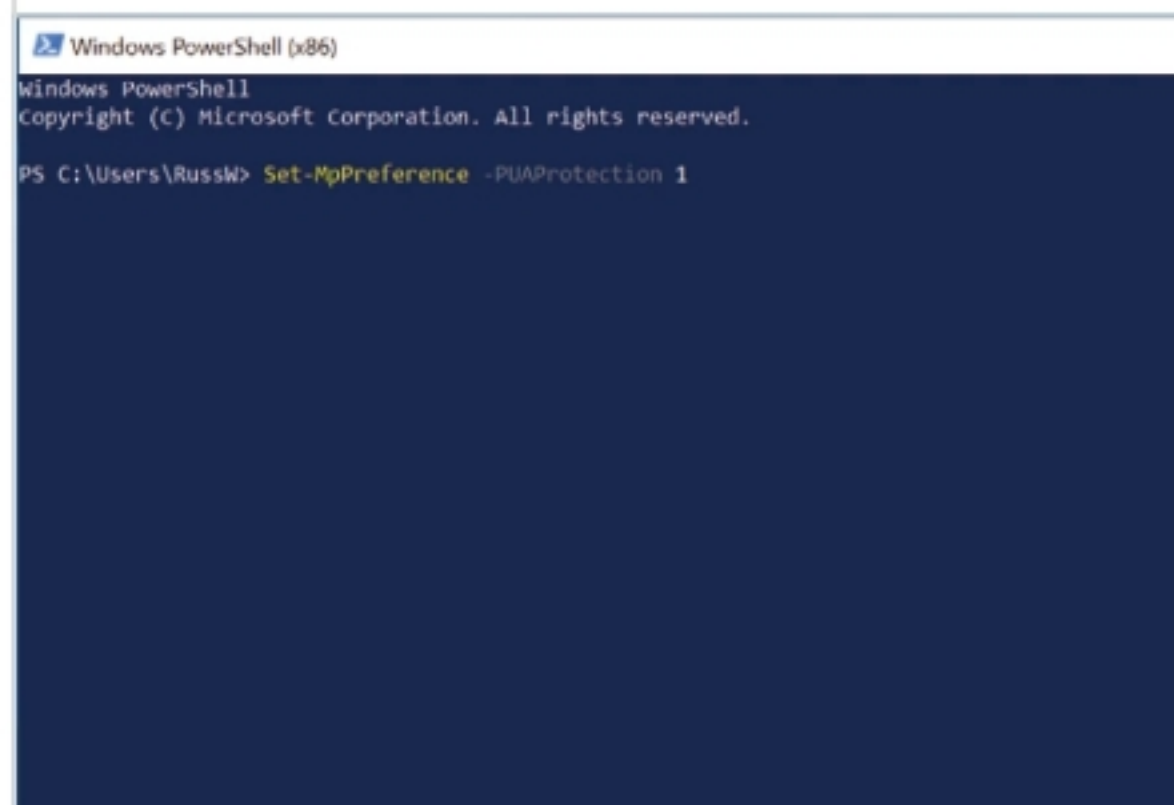 Windows PowerShell (x86)
Windows PowerShell
Copyright (C) Microsoft Corporation. All rights reserved.
PS C:\Users\RussW> Set-MpPreference -PUAProtection 1